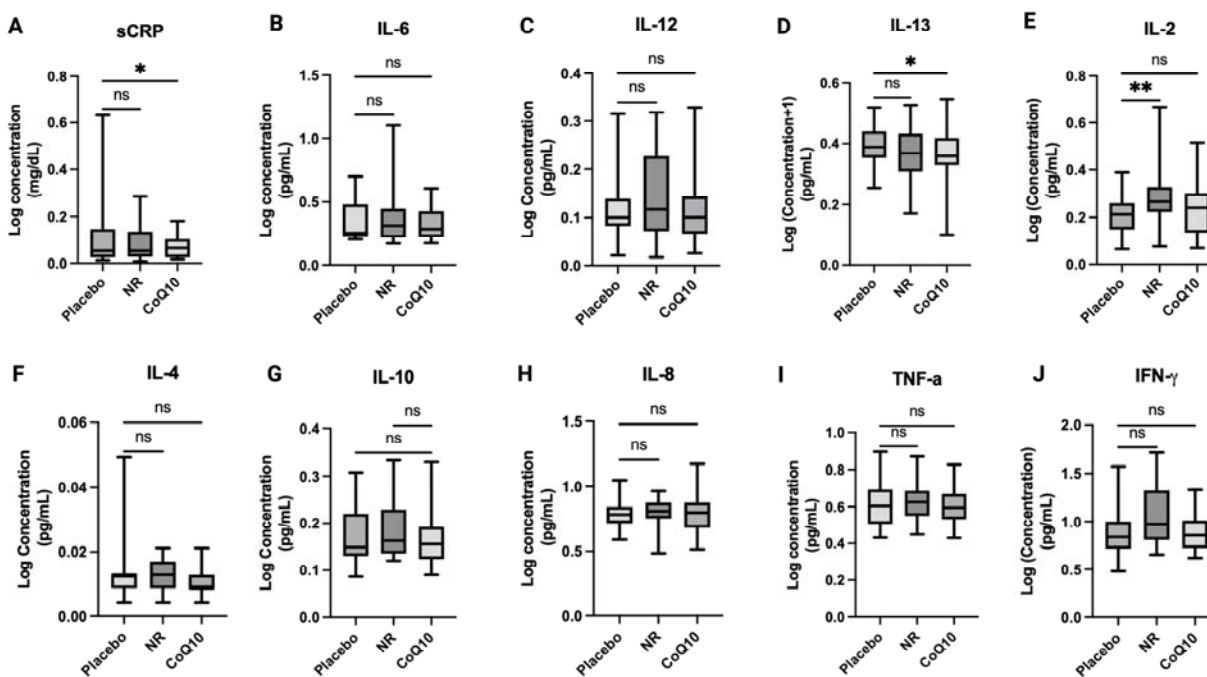 A
sCRP
Log concentration
(mg/dL)
0.8
0.6
0.4
0.2
0.0
*
ns
Placebo
NR
CoQ10
B
IL-6
Log concentration
(pg/mL)
1.5
1.0
0.5
0.0
ns
ns
Placebo
NR
CoQ10
C
IL-12
Log Concentration
(pg/mL)
0.4
0.3
0.2
0.1
0.0
ns
ns
Placebo
NR
CoQ10
D
IL-13
Log (Concentration+1)
(pg/mL)
0.6
0.4
0.2
0.0
*
ns
Placebo
NR
CoQ10
E
IL-2
Log (Concentration)
(pg/mL)
0.8
0.6
0.4
0.2
0.0
ns
**
Placebo
NR
CoQ10
F
IL-4
Log Concentration
(pg/mL)
0.06
0.04
0.02
0.00
ns
ns
Placebo
NR
CoQ10
G
IL-10
Log Concentration
(pg/mL)
0.4
0.3
0.2
0.1
0.0
ns
ns
Placebo
NR
CoQ10
H
IL-8
Log concentration
(pg/mL)
1.5
1.0
0.5
0.0
ns
ns
Placebo
NR
CoQ10
I
TNF-a
Log concentration
(pg/mL)
1.0
0.8
0.6
0.4
0.2
0.0
ns
ns
Placebo
NR
CoQ10
J
IFN-γ
Log (Concentration)
(pg/mL)
2.0
1.5
1.0
0.5
0.0
ns
ns
Placebo
NR
CoQ10